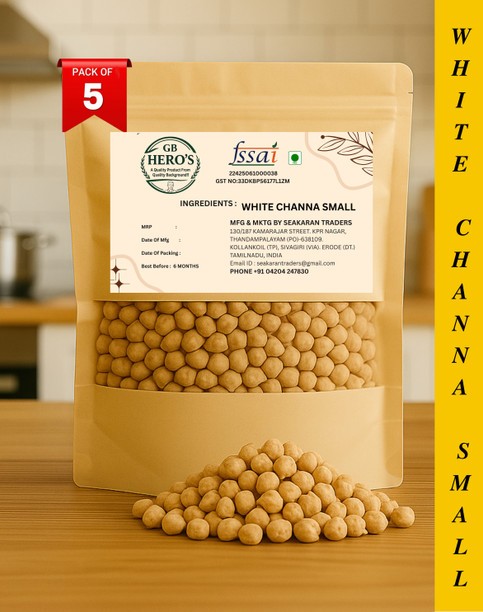 PACK OF
5
GB
HERO'S
A Quality Product From
Quality Background!!
fssai
22425061000038
GST NO:33DKBPS6177L1ZM
INGREDIENTS : WHITE CHANNA SMALL
MRP :
Date Of Mfg :
Date Of Packing :
Best Before : 6 MONTHS
MFG & MKTG BY SEAKARAN TRADERS
130/187 KAMARAJAR STREET. KPR NAGAR,
THANDAMPALAYAM (PO)-638109.
KOLLANKOIL (TP), SIVAGIRI (VIA). ERODE (DT.)
TAMILNADU, INDIA
Email ID : seakarantraders@gmail.com
PHONE +91 04204 247830
WHITE CHANNA SMALL